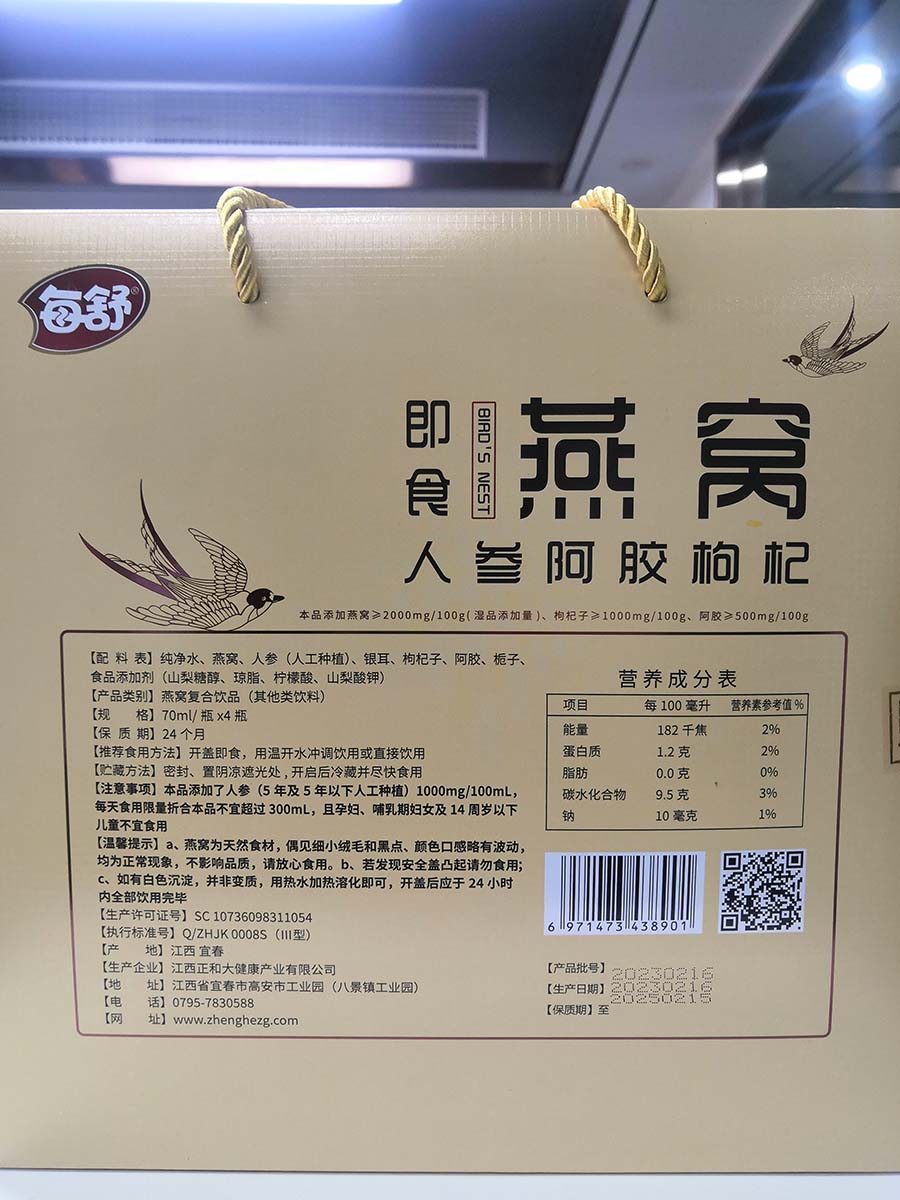 每舒®
即食
BIRD'S NEST
燕窝
人参阿胶枸杞
本品添加燕窝≥2000mg/100g(湿品添加量)、枸杞子≥1000mg/100g、阿胶≥500mg/100g
【配 料 表】纯净水、燕窝、人参（人工种植）、银耳、枸杞子、阿胶、栀子、
食品添加剂（山梨糖醇、琼脂、柠檬酸、山梨酸钾）
【产品类别】燕窝复合饮品（其他类饮料）
【规 格】70ml/ 瓶 x4 瓶
【保 质 期】24 个月
【推荐食用方法】开盖即食，用温开水冲调饮用或直接饮用
【贮藏方法】密封、置阴凉遮光处，开启后冷藏并尽快食用
【注意事项】本品添加了人参（5 年及 5 年以下人工种植）1000mg/100mL，
每天食用限量折合本品不宜超过 300mL，且孕妇、哺乳期妇女及 14 周岁以下
儿童不宜食用
【温馨提示】a、燕窝为天然食材，偶见细小绒毛和黑点、颜色口感略有波动，
均为正常现象，不影响品质，请放心食用。b、若发现安全盖凸起请勿食用；
c、如有白色沉淀，并非变质，用热水加热溶化即可，开盖后应于 24 小时
内全部饮用完毕
【生产许可证号】SC 10736098311054
【执行标准号】Q/ZHJK 0008S（III型）
【产 地】江西 宜春
【生产企业】江西正和大健康产业有限公司
【地 址】江西省宜春市高安市工业园（八景镇工业园）
【电 话】0795-7830588
【网 址】www.zhenghezg.com
营养成分表
项目 每 100 毫升 营养素参考值 %
能量 182 千焦 2%
蛋白质 1.2 克 2%
脂肪 0.0 克 0%
碳水化合物 9.5 克 3%
钠 10 毫克 1%
6 971473 438901
【产品批号】20230216
【生产日期】20230216
【保质期】至 20250215